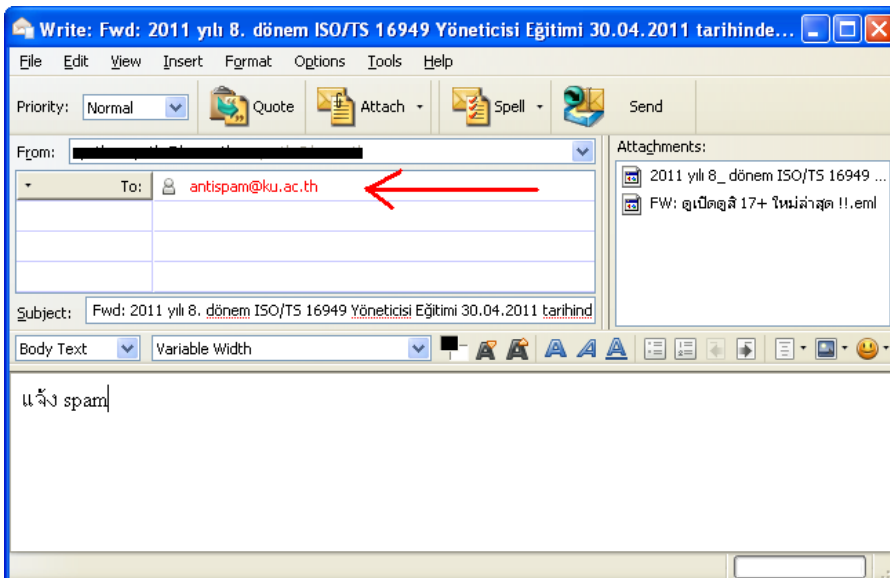 Write: Fwd: 2011 yılı 8. dönem ISO/TS 16949 Yöneticisi Eğitimi 30.04.2011 tarihinde...
File Edit View Insert Format Options Tools Help
Priority: Normal Quote Attach Spell Send
From:
Attachments:
To: antispam@ku.ac.th
2011 yılı 8_ dönem ISO/TS 16949 ...
FW: ดูเป็ดดูสิ 17+ ใหม่ล่าสุด !!.eml
Subject: Fwd: 2011 yılı 8. dönem ISO/TS 16949 Yöneticisi Eğitimi 30.04.2011 tarihind
Body Text Variable Width
แจ้ง spam